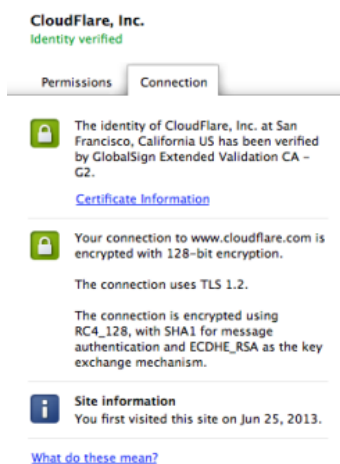 CloudFlare, Inc.
Identity verified
Permissions Connection
The identity of CloudFlare, Inc. at San
Francisco, California US has been verified
by GlobalSign Extended Validation CA –
G2.
Certificate Information
Your connection to www.cloudflare.com is
encrypted with 128-bit encryption.
The connection uses TLS 1.2.
The connection is encrypted using
RC4_128, with SHA1 for message
authentication and ECDHE_RSA as the key
exchange mechanism.
Site information
You first visited this site on Jun 25, 2013.
What do these mean?